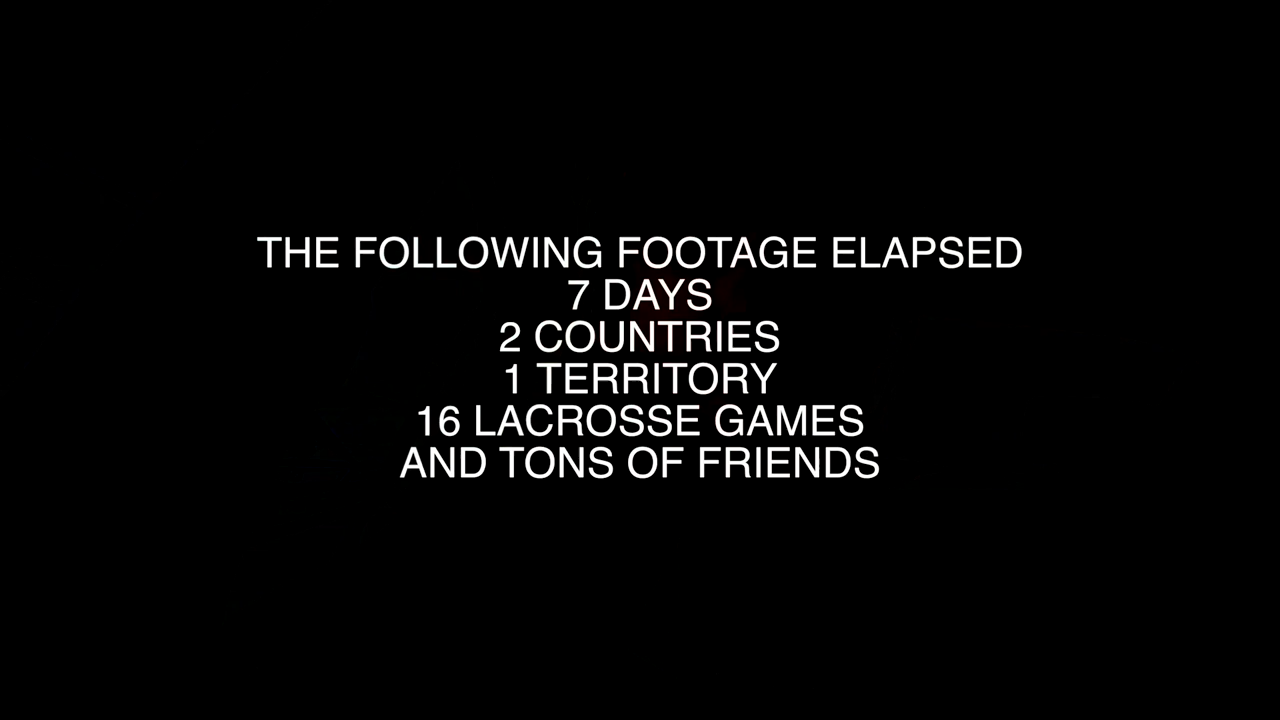 THE FOLLOWING FOOTAGE ELAPSED
7 DAYS
2 COUNTRIES
1 TERRITORY
16 LACROSSE GAMES
AND TONS OF FRIENDS